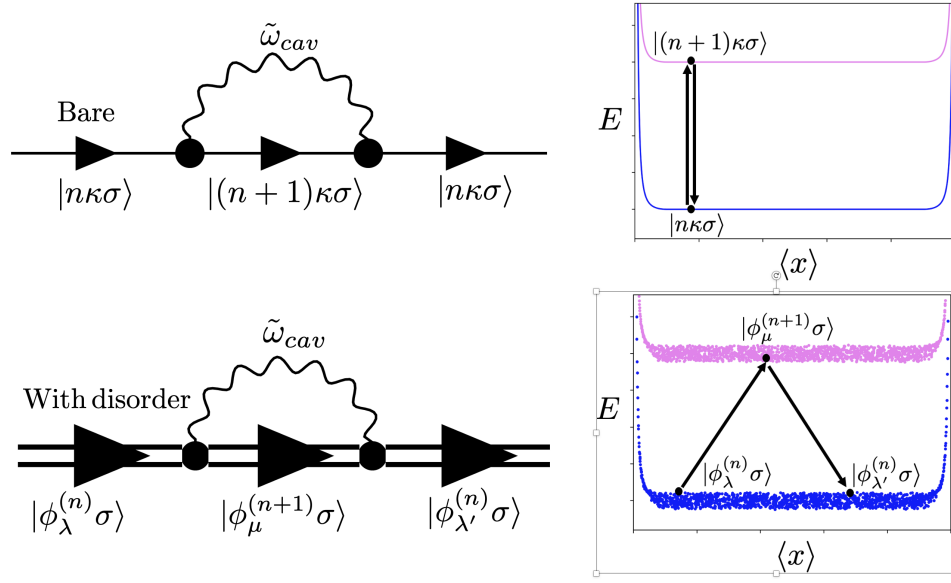 ω̃_cav
Bare
|nκσ⟩ |(n + 1)κσ⟩ |nκσ⟩
|(n + 1)κσ⟩
E
|nκσ⟩
⟨x⟩
ω̃_cav
With disorder
|ϕ_λ^(n) σ⟩ |ϕ_μ^(n+1) σ⟩ |ϕ_λ′^(n) σ⟩
|ϕ_μ^(n+1) σ⟩
E
|ϕ_λ^(n) σ⟩ |ϕ_λ′^(n) σ⟩
⟨x⟩